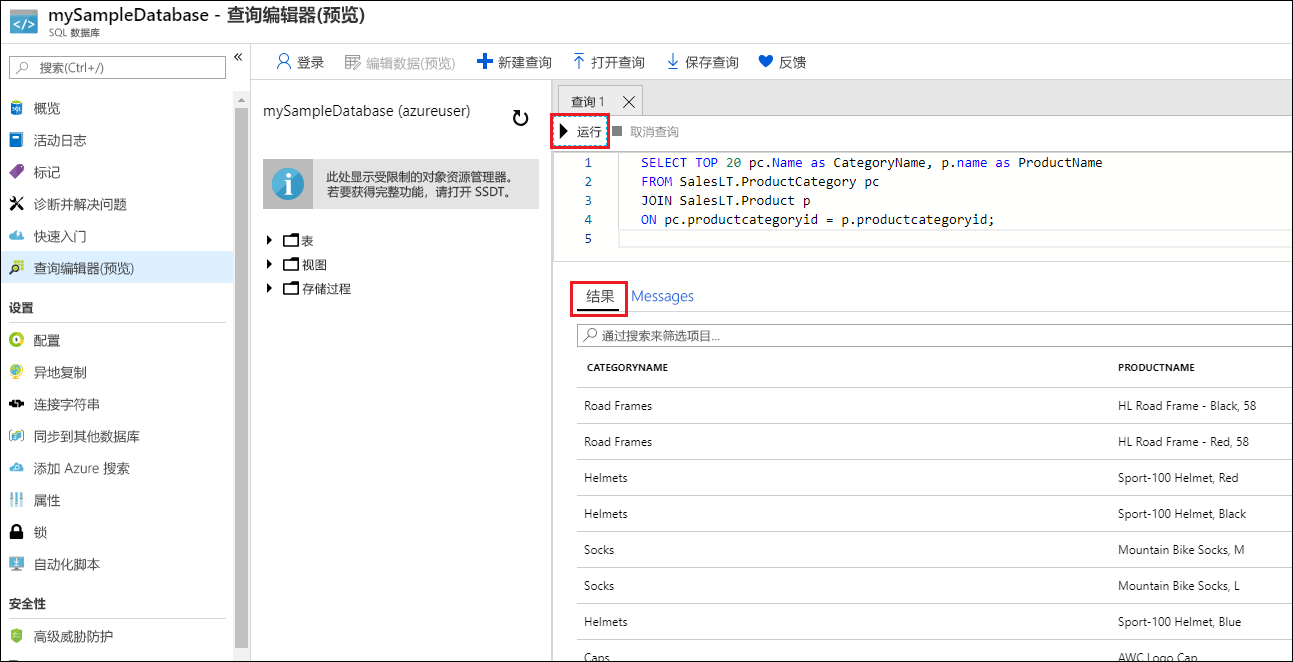 mySampleDatabase - 查询编辑器(预览)
SQL 数据库
搜索(Ctrl+/)
«
概览
活动日志
标记
诊断并解决问题
快速入门
查询编辑器(预览)
设置
配置
异地复制
连接字符串
同步到其他数据库
添加 Azure 搜索
属性
锁
自动化脚本
安全性
高级威胁防护
登录 编辑数据(预览) 新建查询 打开查询 保存查询 反馈
mySampleDatabase (azureuser)
此处显示受限制的对象资源管理器。
若要获得完整功能，请打开 SSDT。
表
视图
存储过程
查询 1
运行 取消查询
1 SELECT TOP 20 pc.Name as CategoryName, p.name as ProductName
2 FROM SalesLT.ProductCategory pc
3 JOIN SalesLT.Product p
4 ON pc.productcategoryid = p.productcategoryid;
5
结果 Messages
通过搜索来筛选项目...
CATEGORYNAME PRODUCTNAME
Road Frames HL Road Frame - Black, 58
Road Frames HL Road Frame - Red, 58
Helmets Sport-100 Helmet, Red
Helmets Sport-100 Helmet, Black
Socks Mountain Bike Socks, M
Socks Mountain Bike Socks, L
Helmets Sport-100 Helmet, Blue
Caps AWC Logo Cap